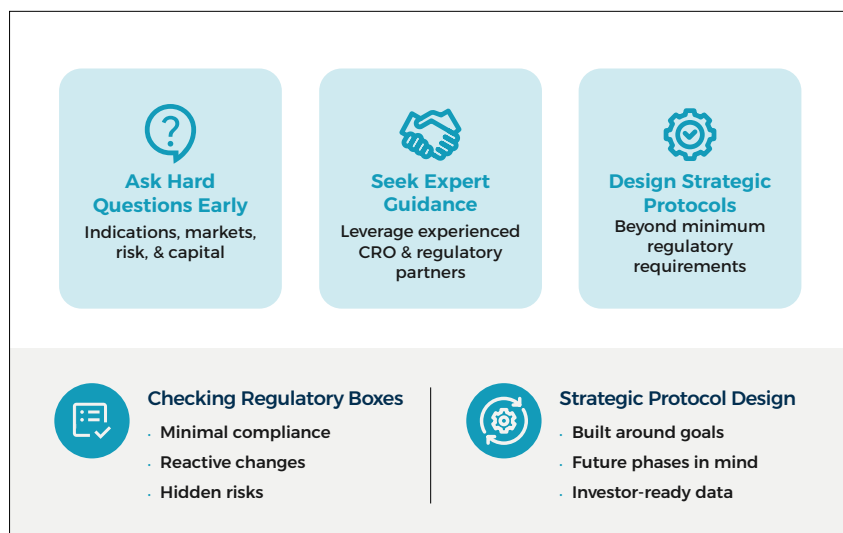 Ask Hard
Questions Early
Indications, markets,
risk, & capital
Seek Expert
Guidance
Leverage experienced
CRO & regulatory
partners
Design Strategic
Protocols
Beyond minimum
regulatory
requirements
Checking Regulatory Boxes
· Minimal compliance
· Reactive changes
· Hidden risks
Strategic Protocol Design
· Built around goals
· Future phases in mind
· Investor-ready data